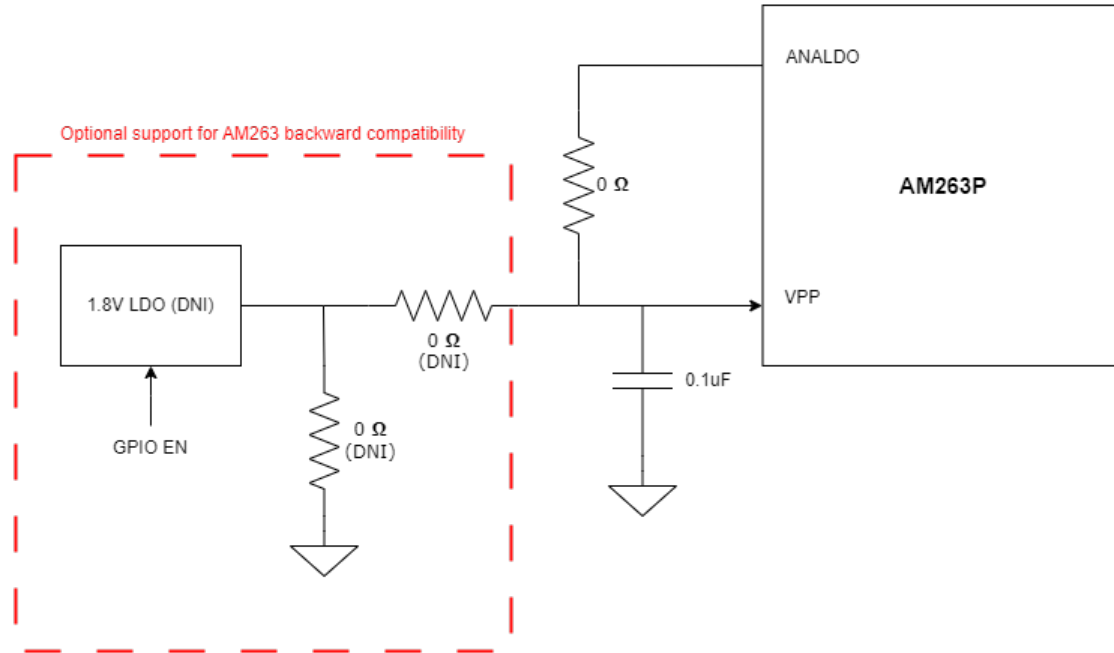 ANALDO
Optional support for AM263 backward compatibility
AM263P
0 Ω
1.8V LDO (DNI)
VPP
0 Ω
(DNI)
0.1uF
0 Ω
(DNI)
GPIO EN